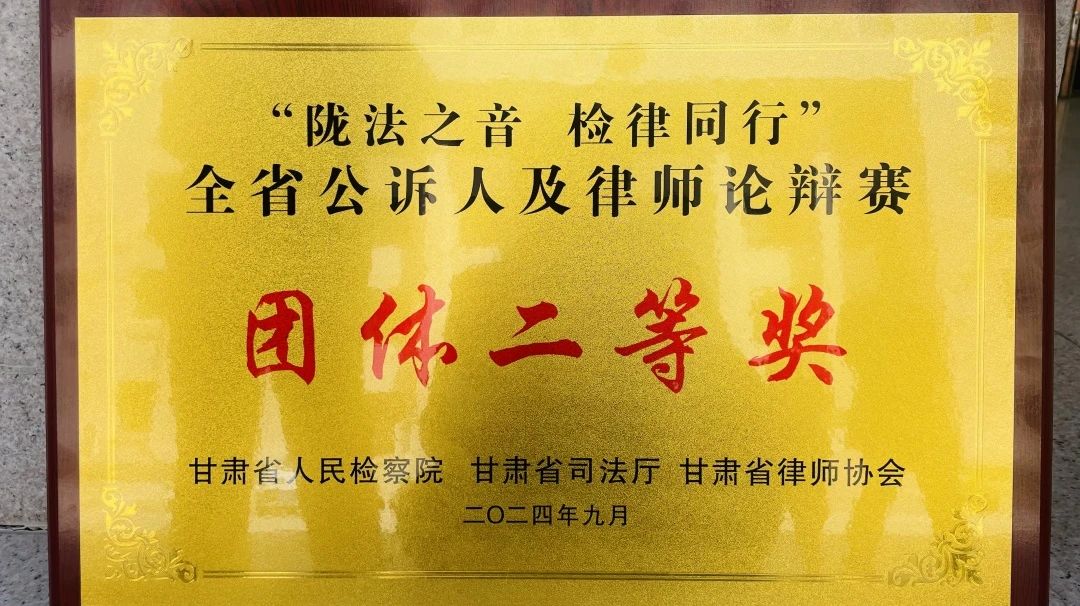 “陇法之音 检律同行”
全省公诉人及律师论辩赛
团体二等奖
甘肃省人民检察院 甘肃省司法厅 甘肃省律师协会
二〇二四年九月